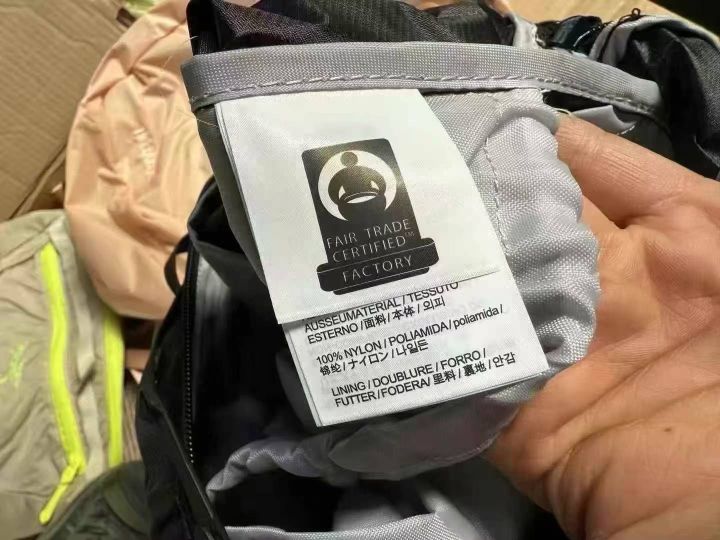 FAIR TRADE
CERTIFIED™
FACTORY
AUSSEUMATERIAL / TESSUTO
ESTERNO / 面料 / 本体 / 외피
100% NYLON / POLIAMIDA / poliamida /
锦纶 / ナイロン / 나일론
LINING / DOUBLURE / FORRO /
FUTTER / FODERA / 里料 / 裏地 / 안감